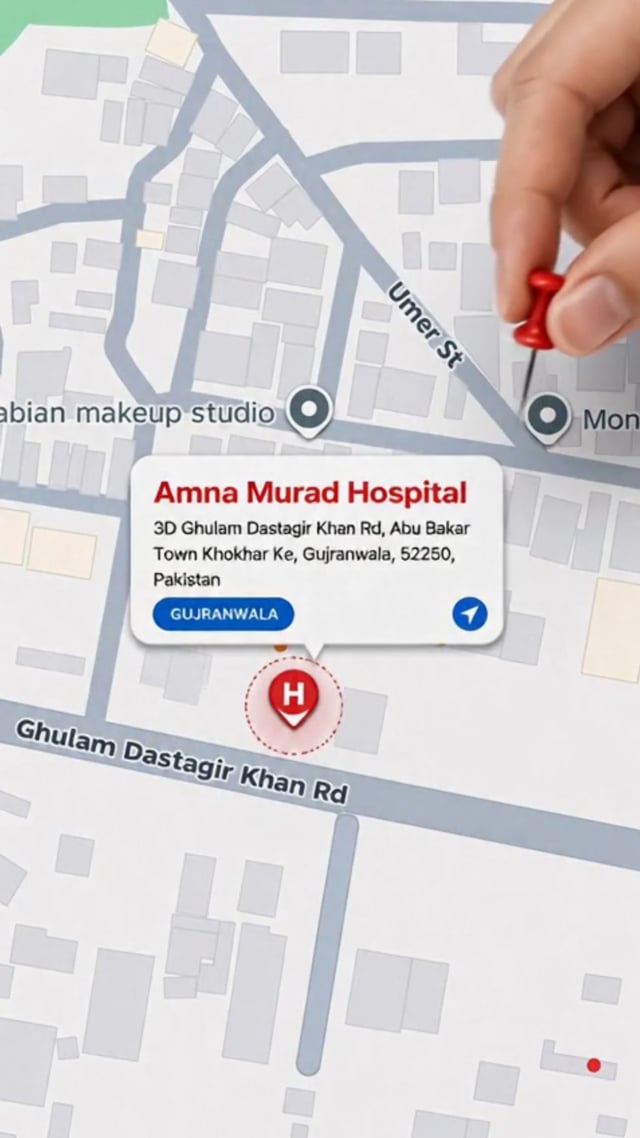 Umer St
abian makeup studio
Mon
Amna Murad Hospital
3D Ghulam Dastagir Khan Rd, Abu Bakar
Town Khokhar Ke, Gujranwala, 52250,
Pakistan
GUJRANWALA
H
Ghulam Dastagir Khan Rd